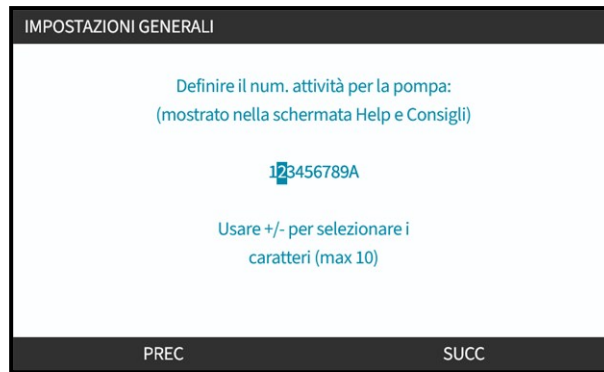 IMPOSTAZIONI GENERALI
Definire il num. attività per la pompa:
(mostrato nella schermata Help e Consigli)
123456789A
Usare +/- per selezionare i
caratteri (max 10)
PREC SUCC